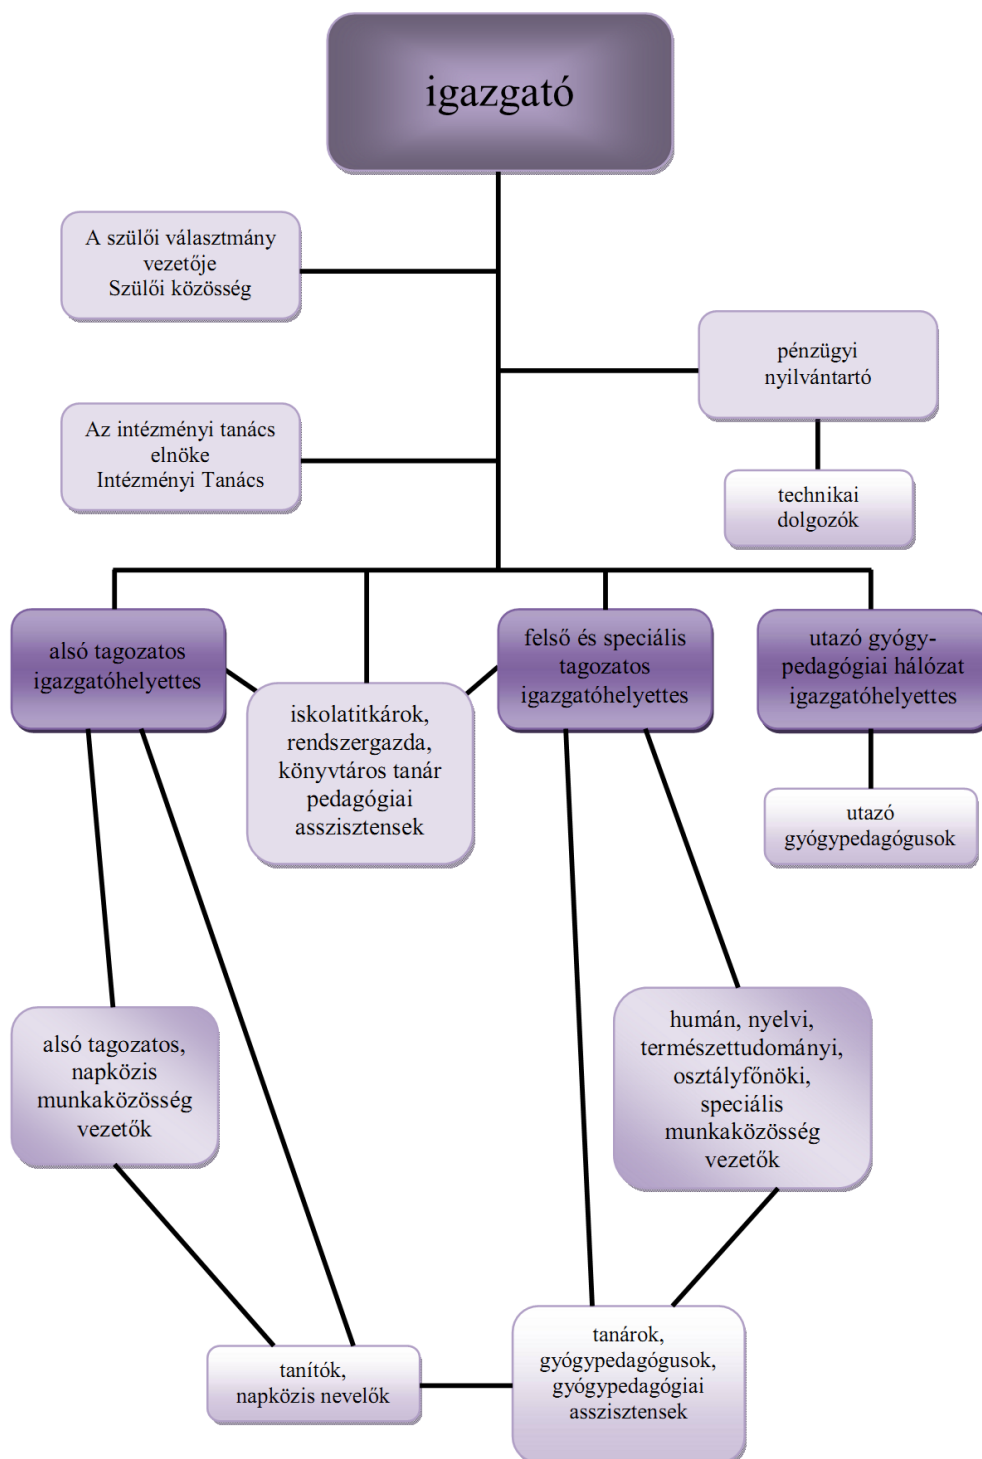 igazgató
A szülői választmány
vezetője
Szülői közösség
pénzügyi
nyilvántartó
Az intézményi tanács
elnöke
Intézményi Tanács
technikai
dolgozók
alsó tagozatos
igazgatóhelyettes
felső és speciális
tagozatos
igazgatóhelyettes
utazó gyógy-
pedagógiai hálózat
igazgatóhelyettes
iskolatitkárok,
rendszergazda,
könyvtáros tanár
pedagógiai
asszisztensek
utazó
gyógypedagógusok
alsó tagozatos,
napközis
munkaközösség
vezetők
humán, nyelvi,
természettudományi,
osztályfőnöki,
speciális
munkaközösség
vezetők
tanítók,
napközis nevelők
tanárok,
gyógypedagógusok,
gyógypedagógiai
asszisztensek